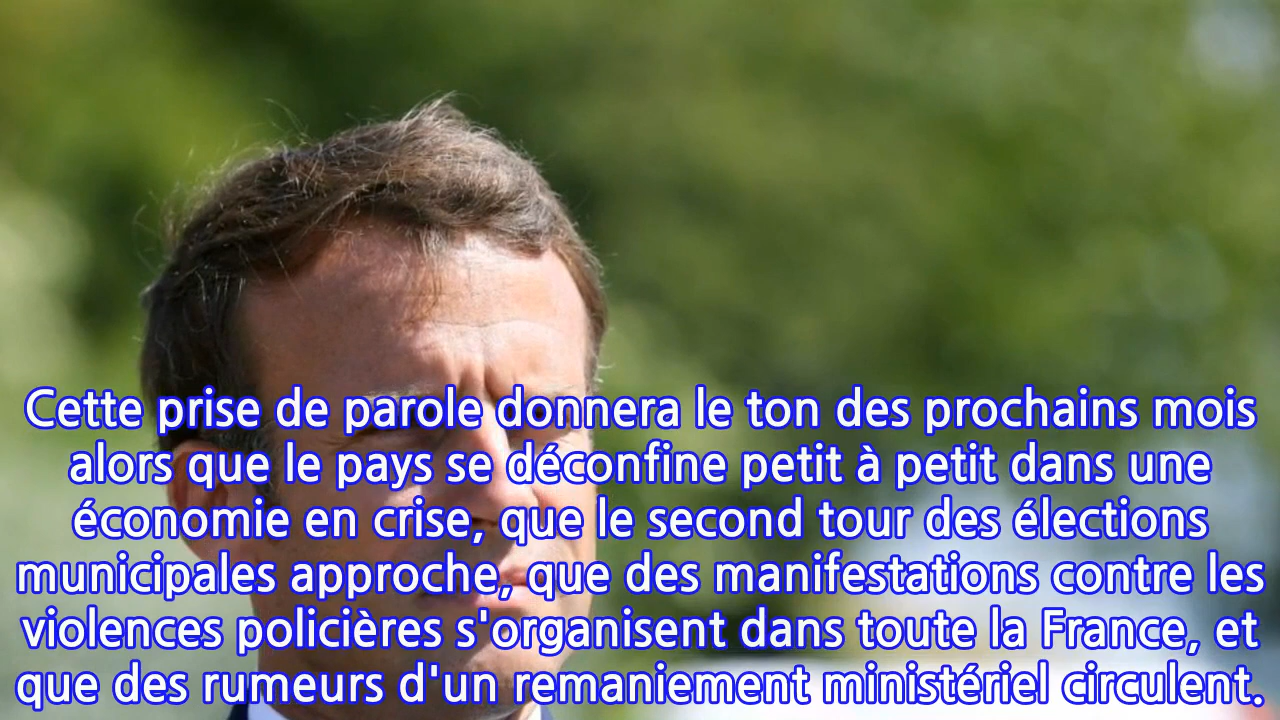 Cette prise de parole donnera le ton des prochains mois
alors que le pays se déconfine petit à petit dans une
économie en crise, que le second tour des élections
municipales approche, que des manifestations contre les
violences policières s'organisent dans toute la France, et
que des rumeurs d'un remaniement ministériel circulent.